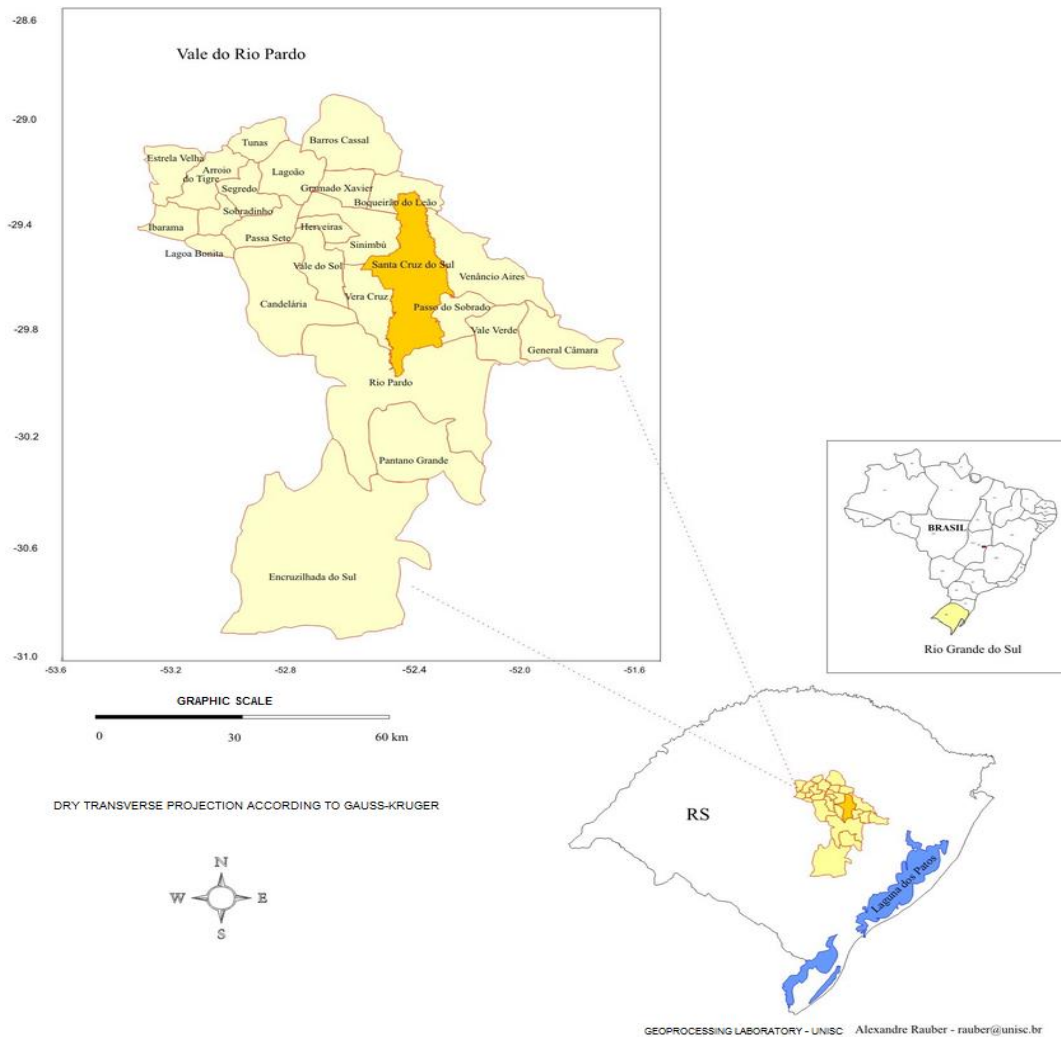 -28.6
Vale do Rio Pardo
-29.0
Tunas
Barros Cassal
Estrela Velha
Arroio
do Tigre
Lagoão
Segredo
Gramado Xavier
Boqueirão do Leão
Sobradinho
-29.4
Ibarama
Herveiras
Passa Sete
Sinimbú
Lagoa Bonita
Vale do Sol
Santa Cruz do Sul
Venâncio Aires
Candelária
Vera Cruz
Passo do Sobrado
-29.8
Vale Verde
General Câmara
Rio Pardo
-30.2
Pantano Grande
-30.6
Encruzilhada do Sul
-31.0
-53.6
-53.2
-52.8
-52.4
-52.0
-51.6
BRASIL
Rio Grande do Sul
GRAPHIC SCALE
0
30
60 km
DRY TRANSVERSE PROJECTION ACCORDING TO GAUSS-KRUGER
N
W
E
S
RS
Laguna dos Patos
GEOPROCESSING LABORATORY - UNISC Alexandre Rauber - rauber@unisc.br